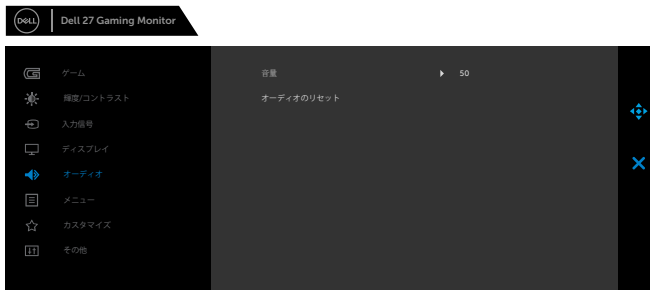 DELL
Dell 27 Gaming Monitor
ゲーム
音量 50
輝度/コントラスト
オーディオのリセット
入力信号
ディスプレイ
オーディオ
メニュー
カスタマイズ
その他